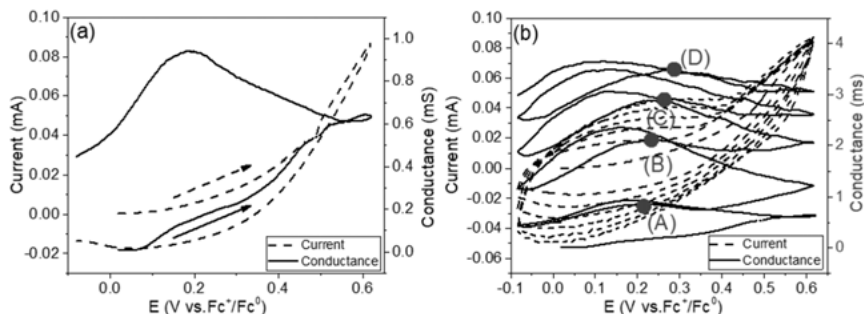 (a)
0.10
0.08
0.06
0.04
0.02
0.00
-0.02
Current (mA)
0.0
0.2
0.4
0.6
E (V vs.Fc⁺/Fc⁰)
1.0
0.8
0.6
0.4
0.2
0.0
Conductance (mS)
Current
Conductance
(b)
0.10
0.08
0.06
0.04
0.02
0.00
-0.02
-0.04
-0.06
Current (mA)
-0.1
0.0
0.1
0.2
0.3
0.4
0.5
0.6
0.7
E (V vs.Fc⁺/Fc⁰)
4
3
2
1
0
Conductance (ms)
(D)
(C)
(B)
(A)
Current
Conductance